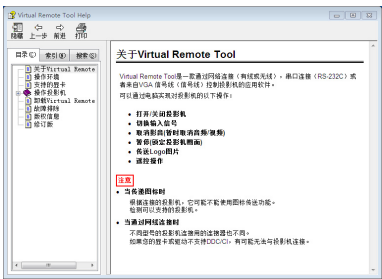 Virtual Remote Tool Help
隐藏 上一步 前进 打印
目录(C) 索引(N) 搜索(S)
关于Virtual Remote
操作环境
支持的显卡
操作投影机
卸载Virtual Remote
故障排除
版权信息
修订版
关于Virtual Remote Tool
Virtual Remote Tool是一款通过网络连接（有线或无线）、串口连接（RS-232C）或
者来自VGA 信号线（信号线）控制投影机的应用软件。
可以通过电脑实现对投影机的以下操作：
• 打开/关闭投影机
• 切换输入信号
• 取消影音(暂时取消音频/视频)
• 暂停(锁定投影机画面)
• 传送Logo图片
• 遥控操作
注意
• 当传递图标时
根据连接的投影机，它可能不能使用图标传送功能。
检测可以支持的投影机。
• 当通过网线连接时
不同型号的投影机连接用的连接器也不同。
如果您的显卡或驱动不支持DDC/CI，有可能无法与投影机连接。